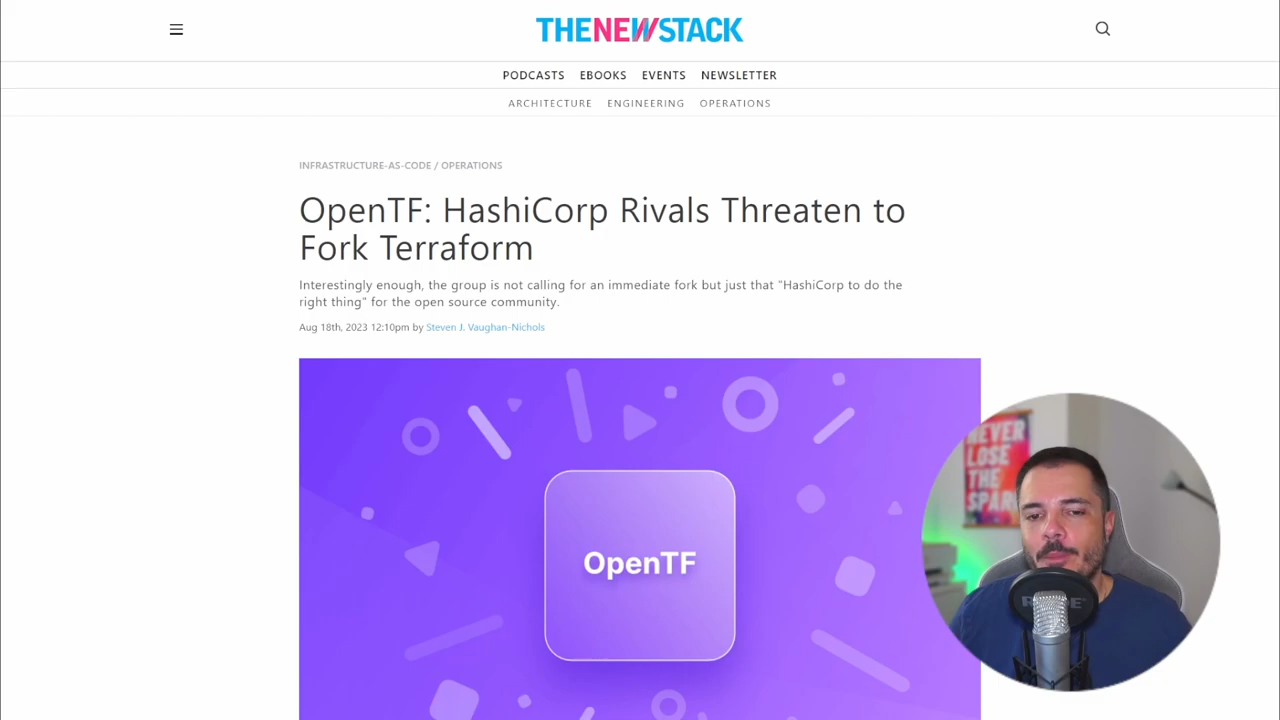 THENEWSTACK
PODCASTS EBOOKS EVENTS NEWSLETTER
ARCHITECTURE ENGINEERING OPERATIONS
INFRASTRUCTURE-AS-CODE / OPERATIONS
OpenTF: HashiCorp Rivals Threaten to
Fork Terraform
Interestingly enough, the group is not calling for an immediate fork but just that "HashiCorp to do the
right thing" for the open source community.
Aug 18th, 2023 12:10pm by Steven J. Vaughan-Nichols
OpenTF
NEVER
LOSE
THE